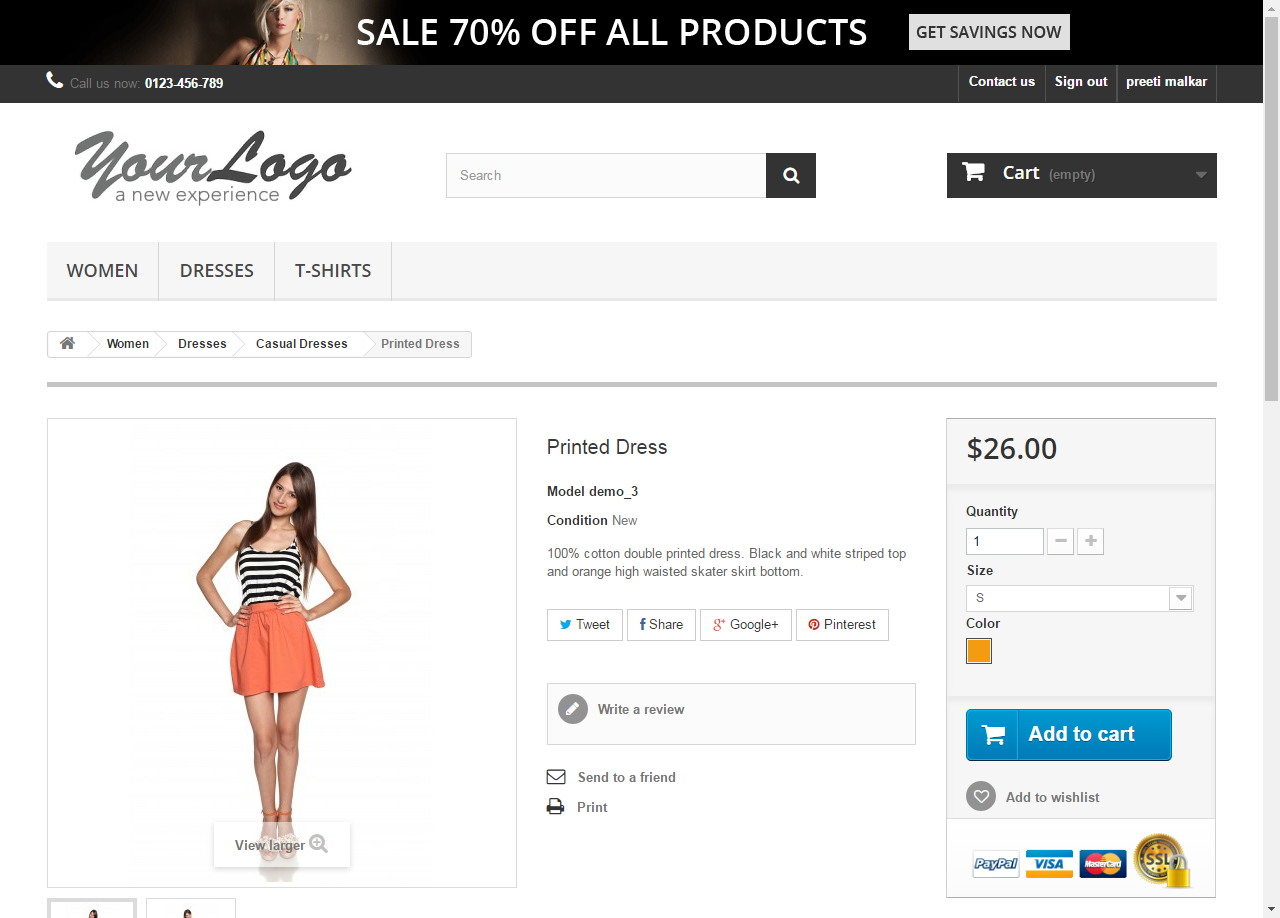 SALE 70% OFF ALL PRODUCTS GET SAVINGS NOW
Call us now: 0123-456-789 Contact us Sign out preeti malkar
YourLogo
a new experience
Search
Cart (empty)
WOMEN DRESSES T-SHIRTS
Women Dresses Casual Dresses Printed Dress
View larger
Printed Dress
Model demo_3
Condition New
100% cotton double printed dress. Black and white striped top
and orange high waisted skater skirt bottom.
Tweet Share Google+ Pinterest
Write a review
Send to a friend
Print
$26.00
Quantity
1
Size
S
Color
Add to cart
Add to wishlist
PayPal VISA MasterCard SSL